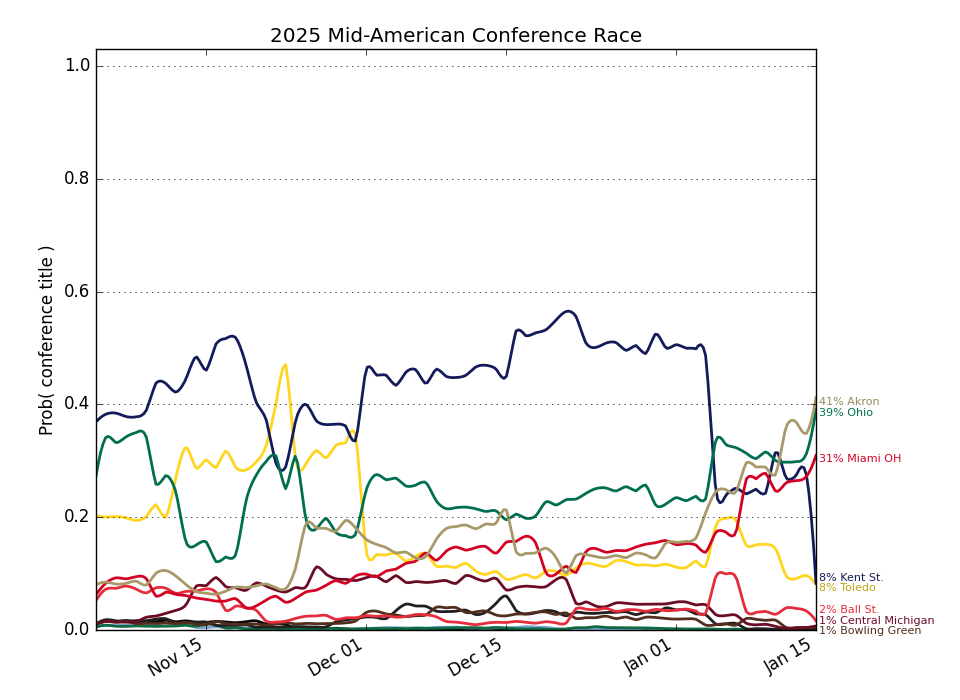 2025 Mid-American Conference Race
Prob( conference title )
1.0
0.8
0.6
0.4
0.2
0.0
Nov 15
Dec 01
Dec 15
Jan 01
Jan 15
41% Akron
39% Ohio
31% Miami OH
8% Kent St.
8% Toledo
2% Ball St.
1% Central Michigan
1% Bowling Green